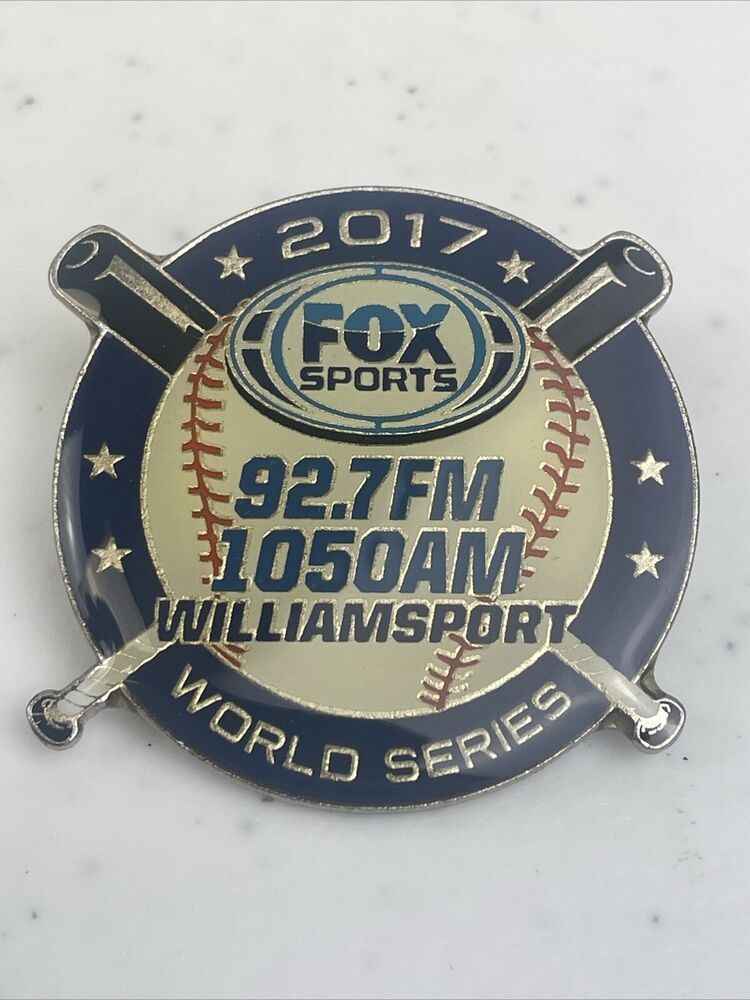 2017
FOX
SPORTS
92.7FM
1050AM
WILLIAMSPORT
WORLD SERIES